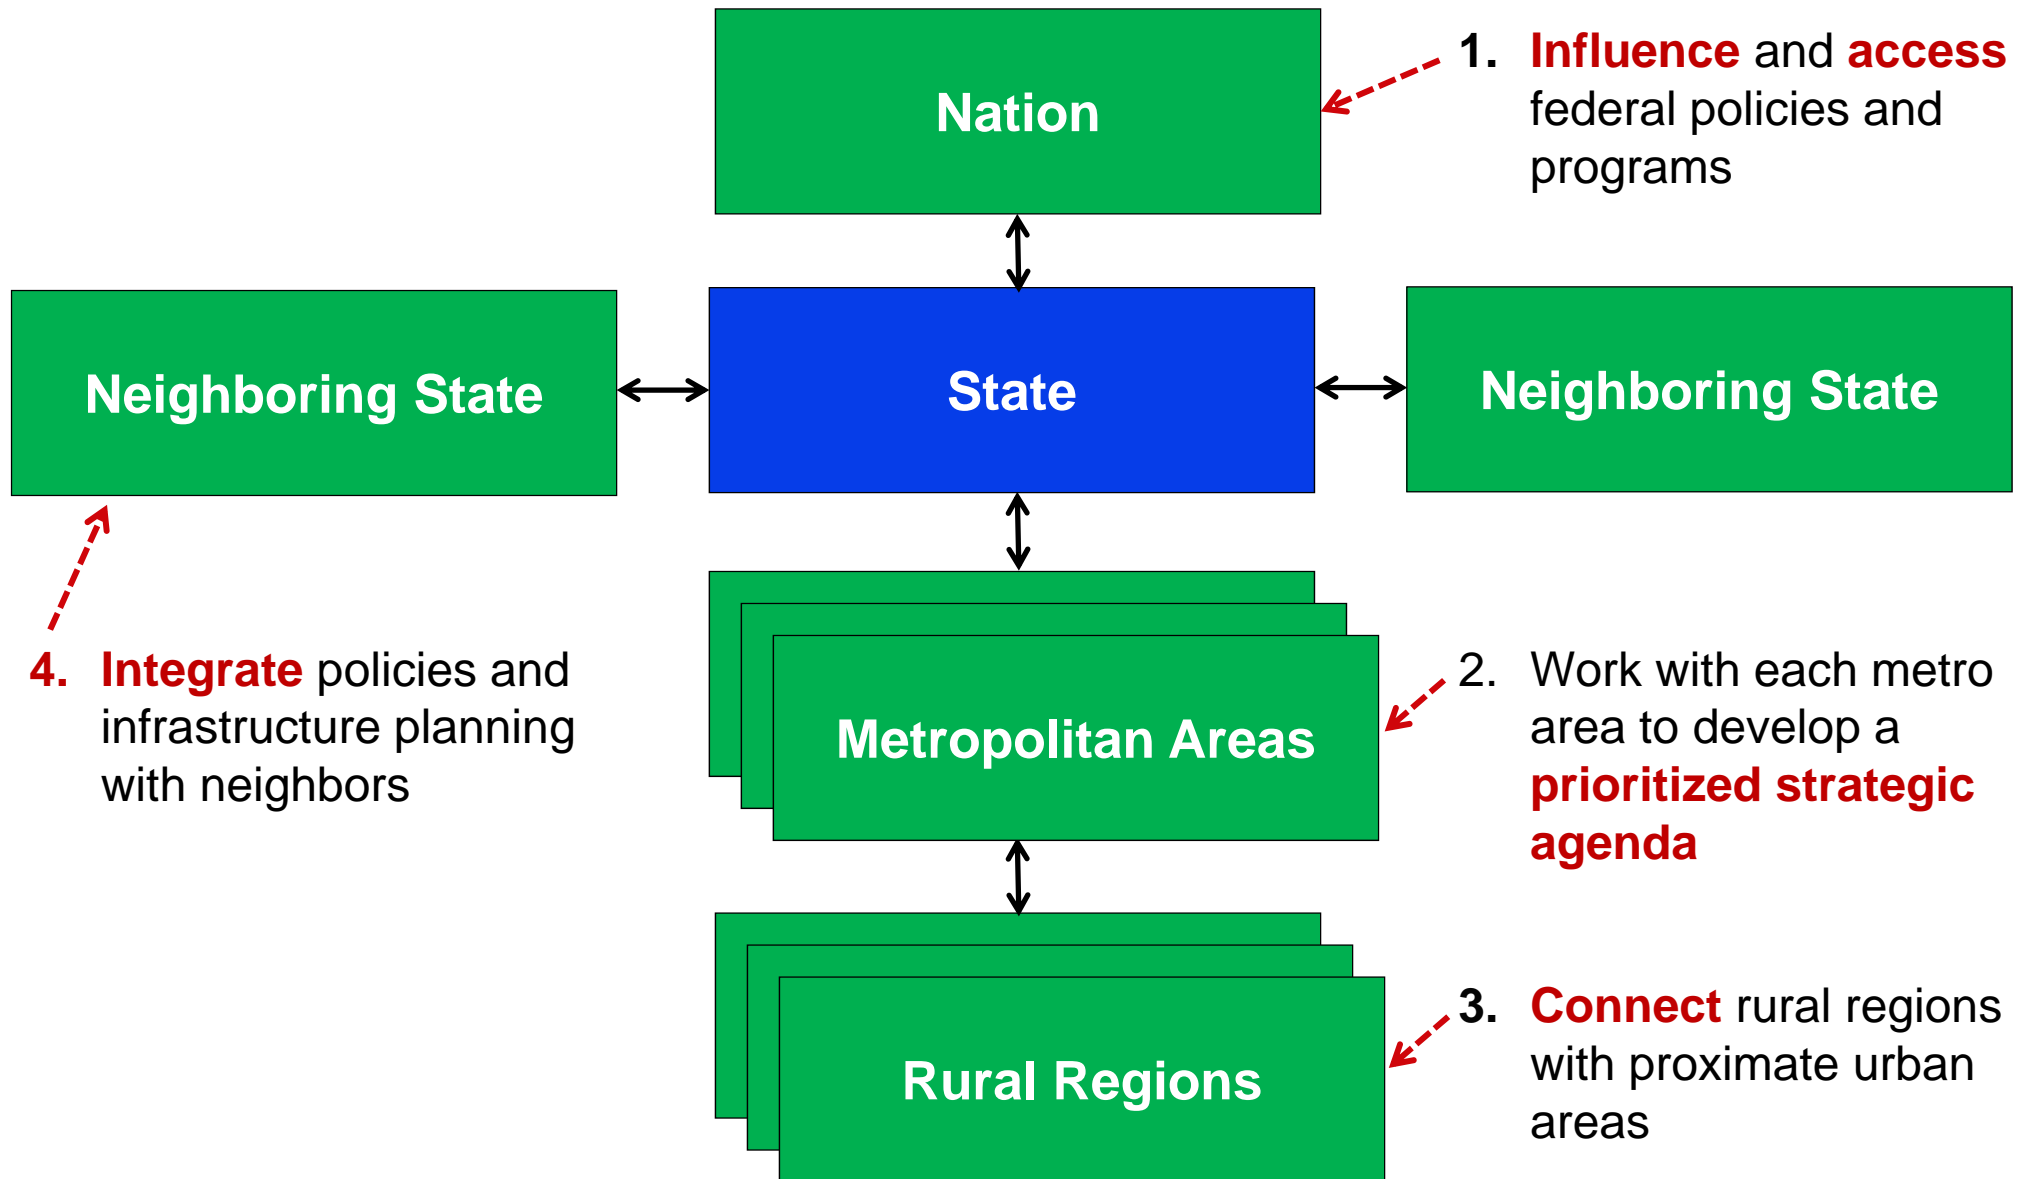 Nation
1. Influence and access
federal policies and
programs
Neighboring State
State
Neighboring State
4. Integrate policies and
infrastructure planning
with neighbors
Metropolitan Areas
2. Work with each metro
area to develop a
prioritized strategic
agenda
Rural Regions
3. Connect rural regions
with proximate urban
areas